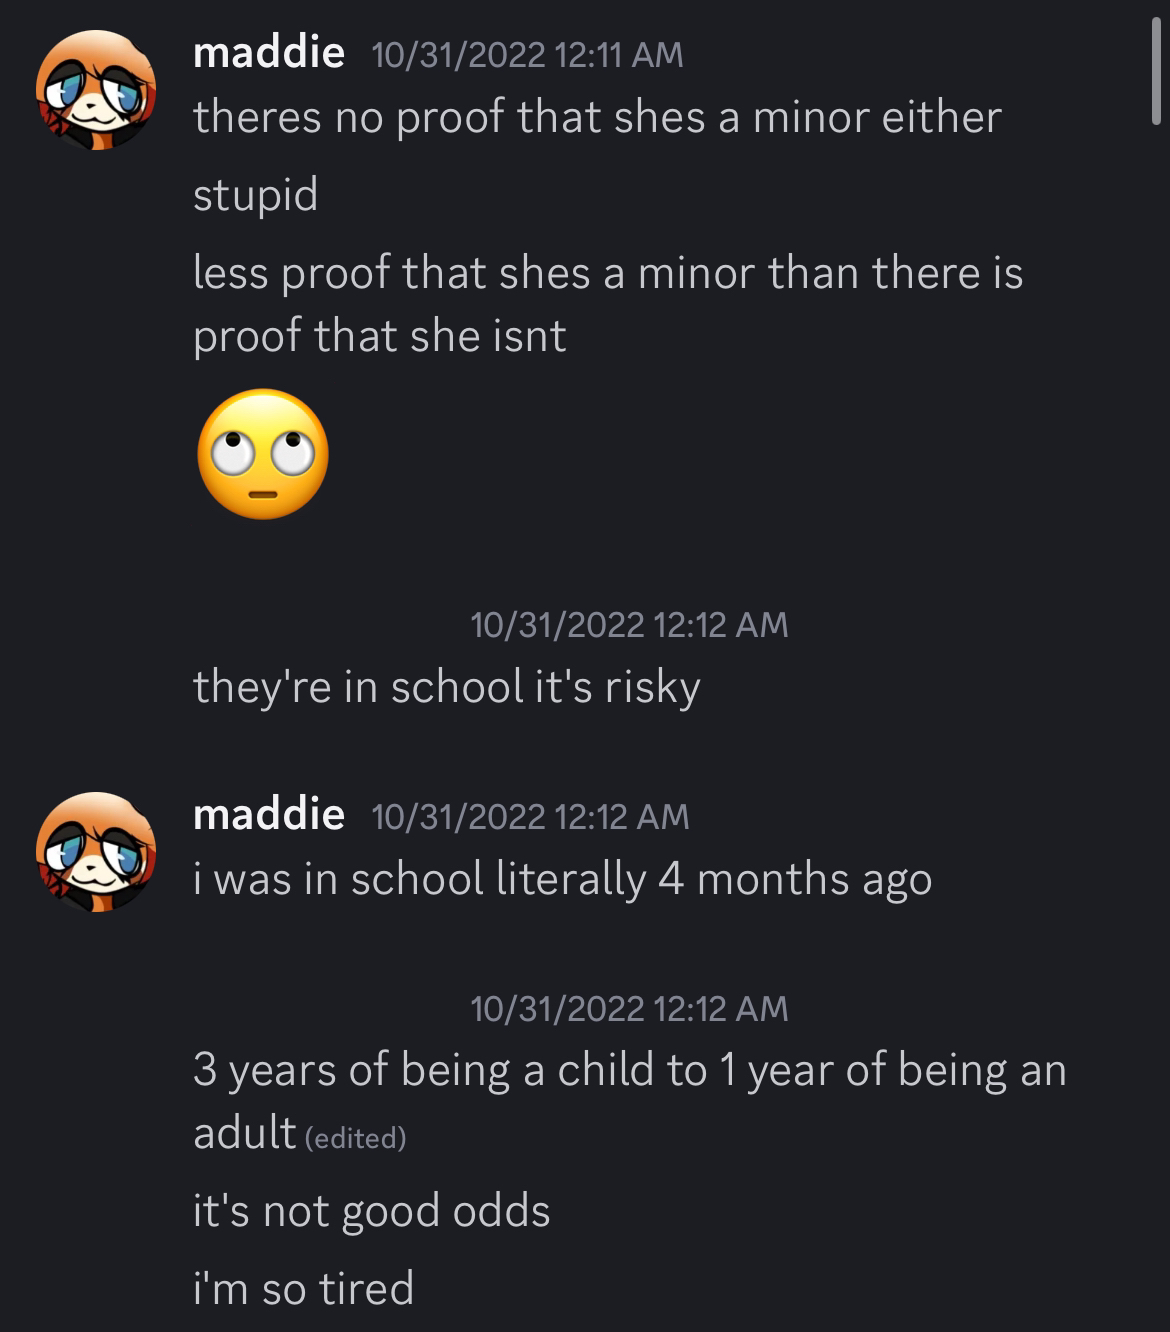 maddie 10/31/2022 12:11 AM
theres no proof that shes a minor either
stupid
less proof that shes a minor than there is
proof that she isnt
10/31/2022 12:12 AM
they're in school it's risky
maddie 10/31/2022 12:12 AM
i was in school literally 4 months ago
10/31/2022 12:12 AM
3 years of being a child to 1 year of being an
adult (edited)
it's not good odds
i'm so tired